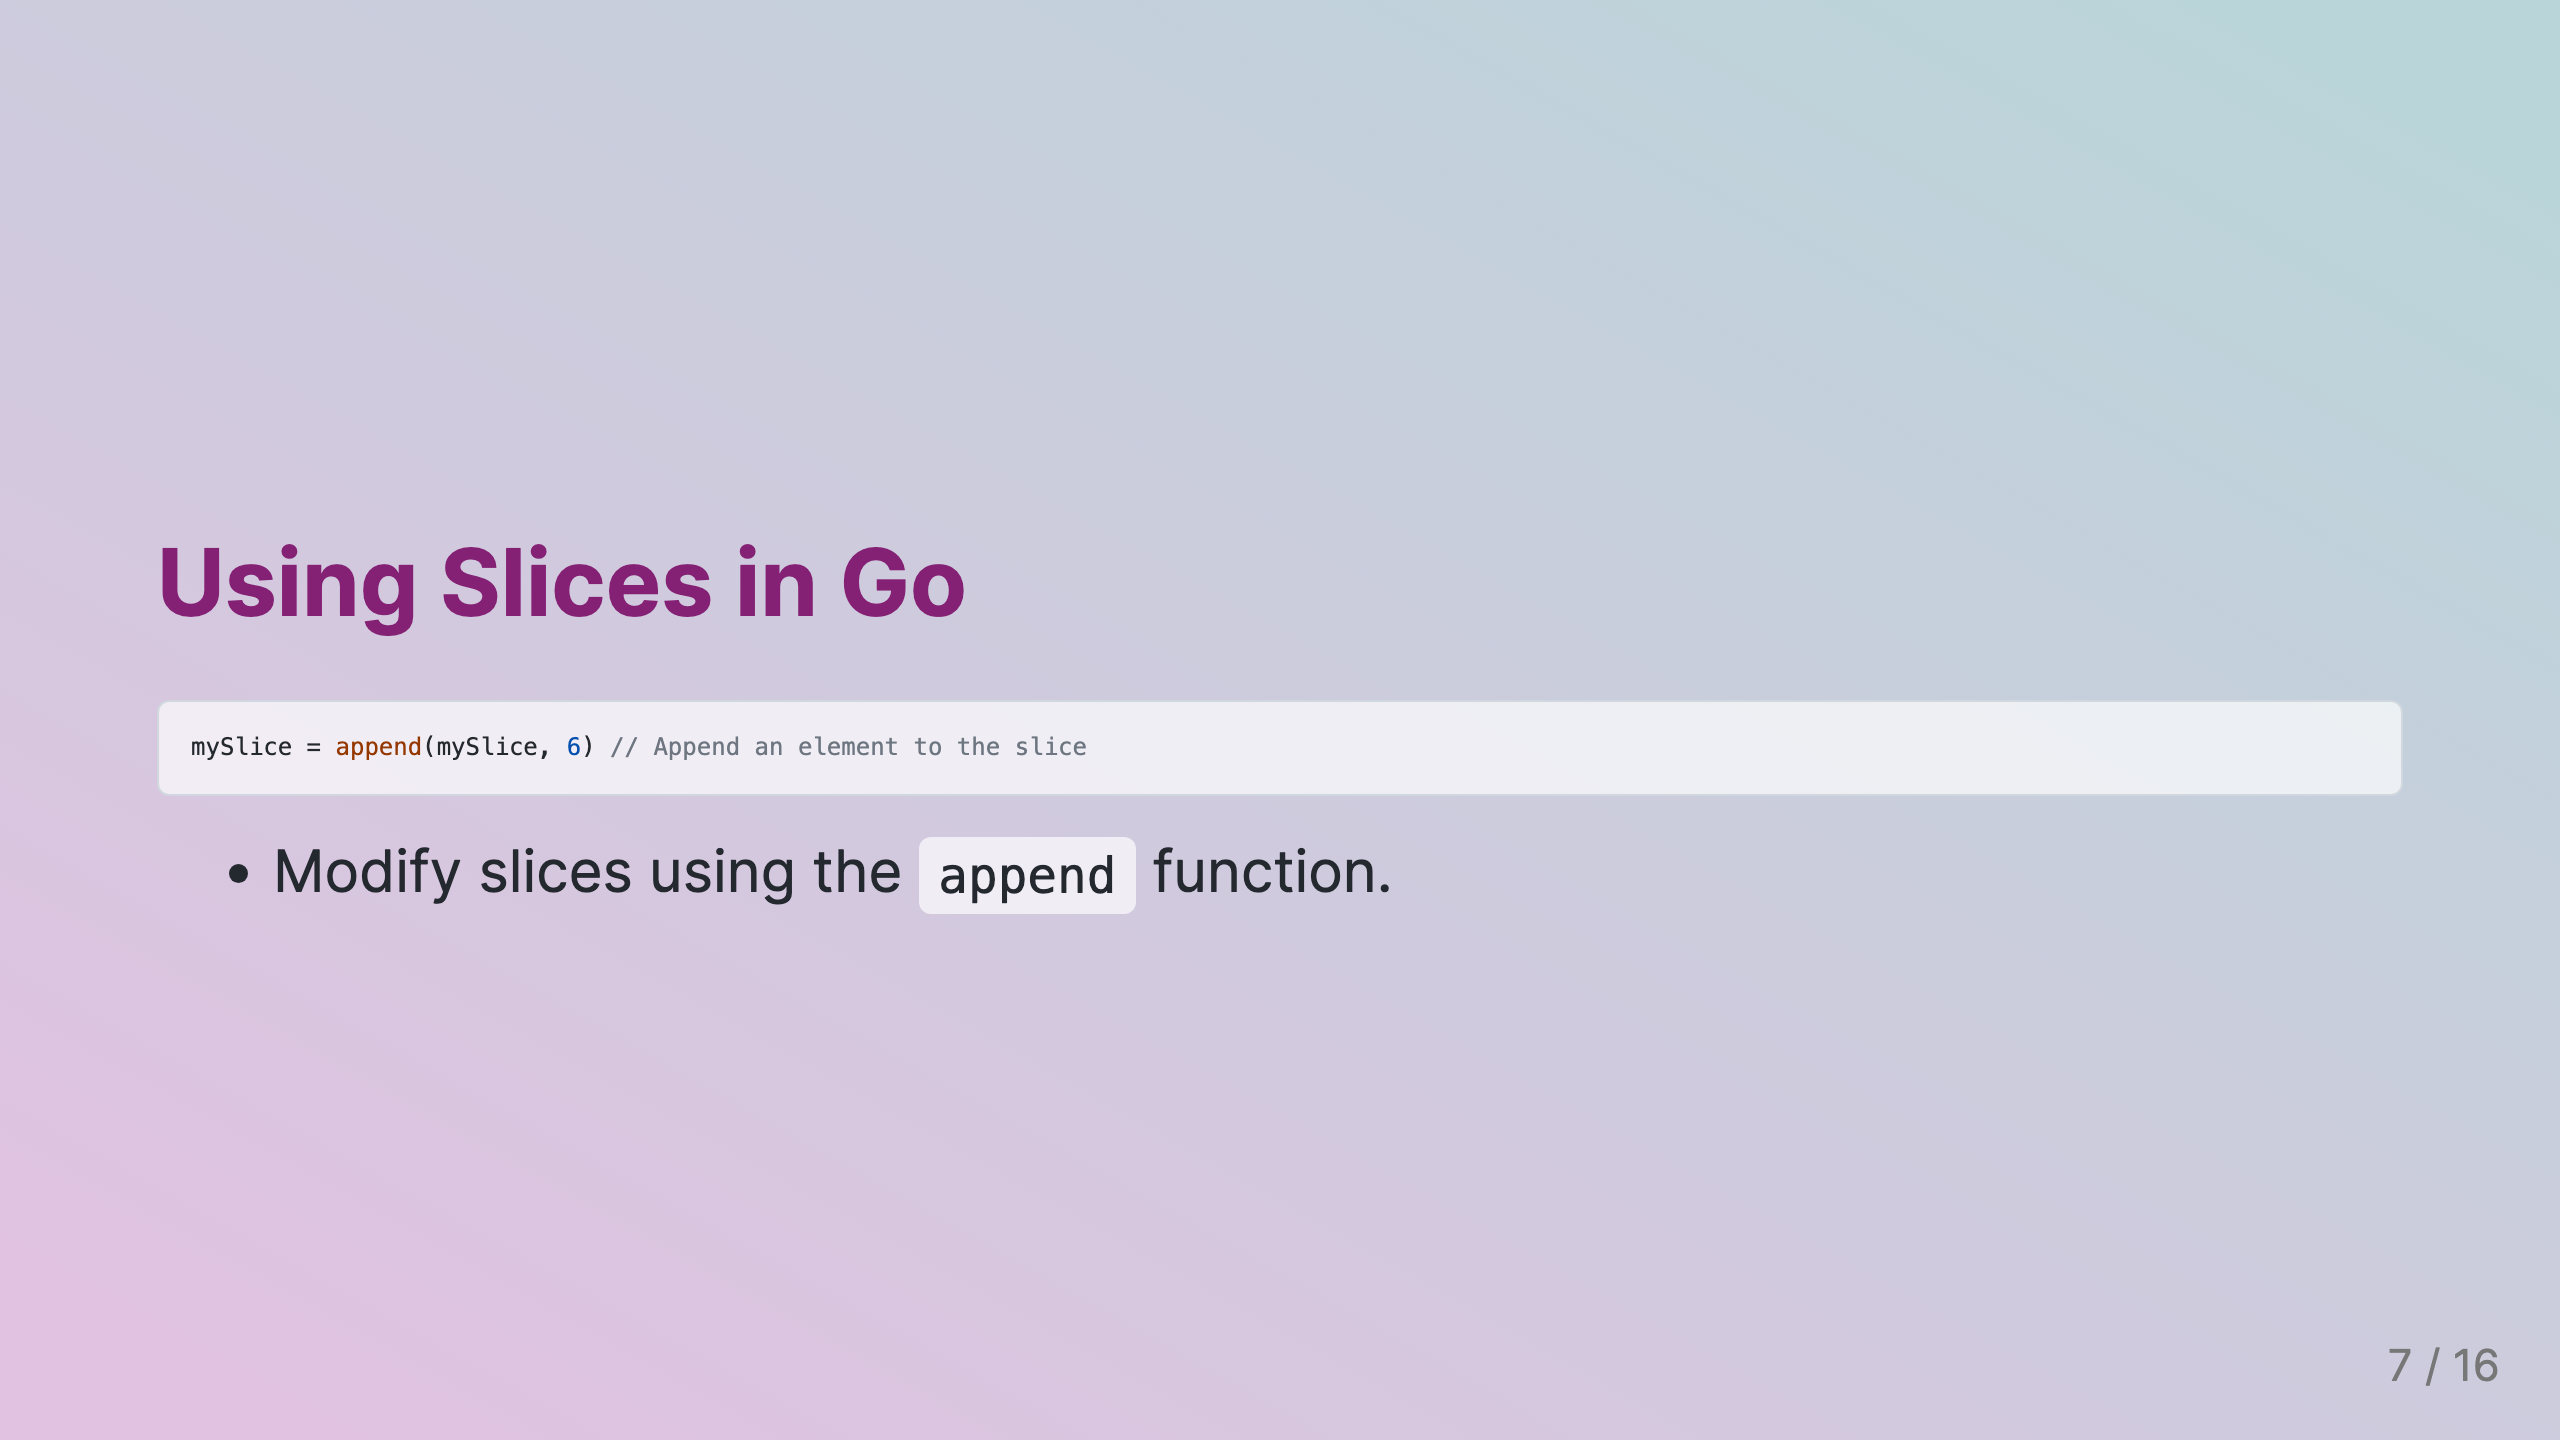 Using Slices in Go
mySlice = append(mySlice, 6) // Append an element to the slice
• Modify slices using the append function.
7 / 16